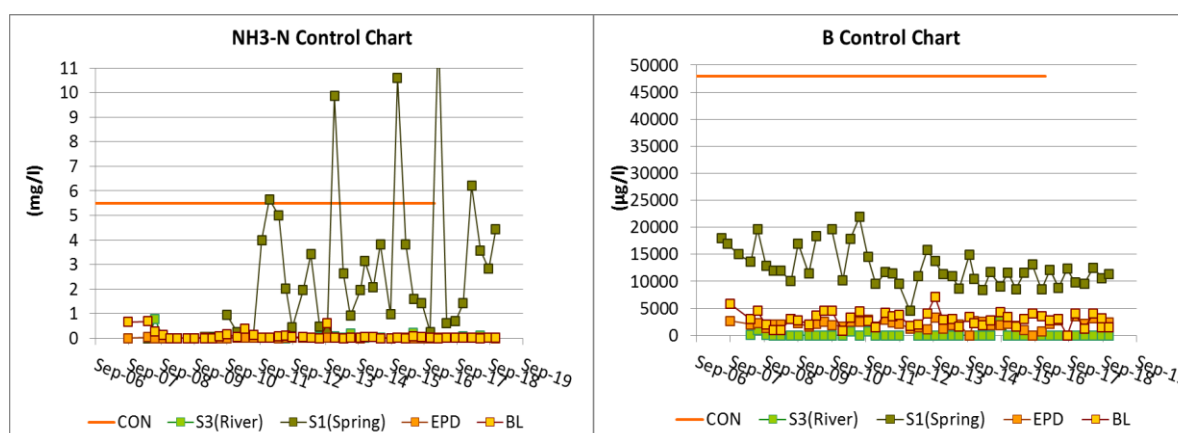 NH3-N Control Chart
(mg/l)
11
10
9
8
7
6
5
4
3
2
1
0
Sep-06
Sep-07
Sep-08
Sep-09
Sep-10
Sep-11
Sep-12
Sep-13
Sep-14
Sep-15
Sep-16
Sep-17
Sep-18
Sep-19
CON S3(River) S1(Spring) EPD BL
B Control Chart
(µg/l)
50000
45000
40000
35000
30000
25000
20000
15000
10000
5000
0
Sep-06
Sep-07
Sep-08
Sep-09
Sep-10
Sep-11
Sep-12
Sep-13
Sep-14
Sep-15
Sep-16
Sep-17
Sep-18
CON S3(River) S1(Spring) EPD BL